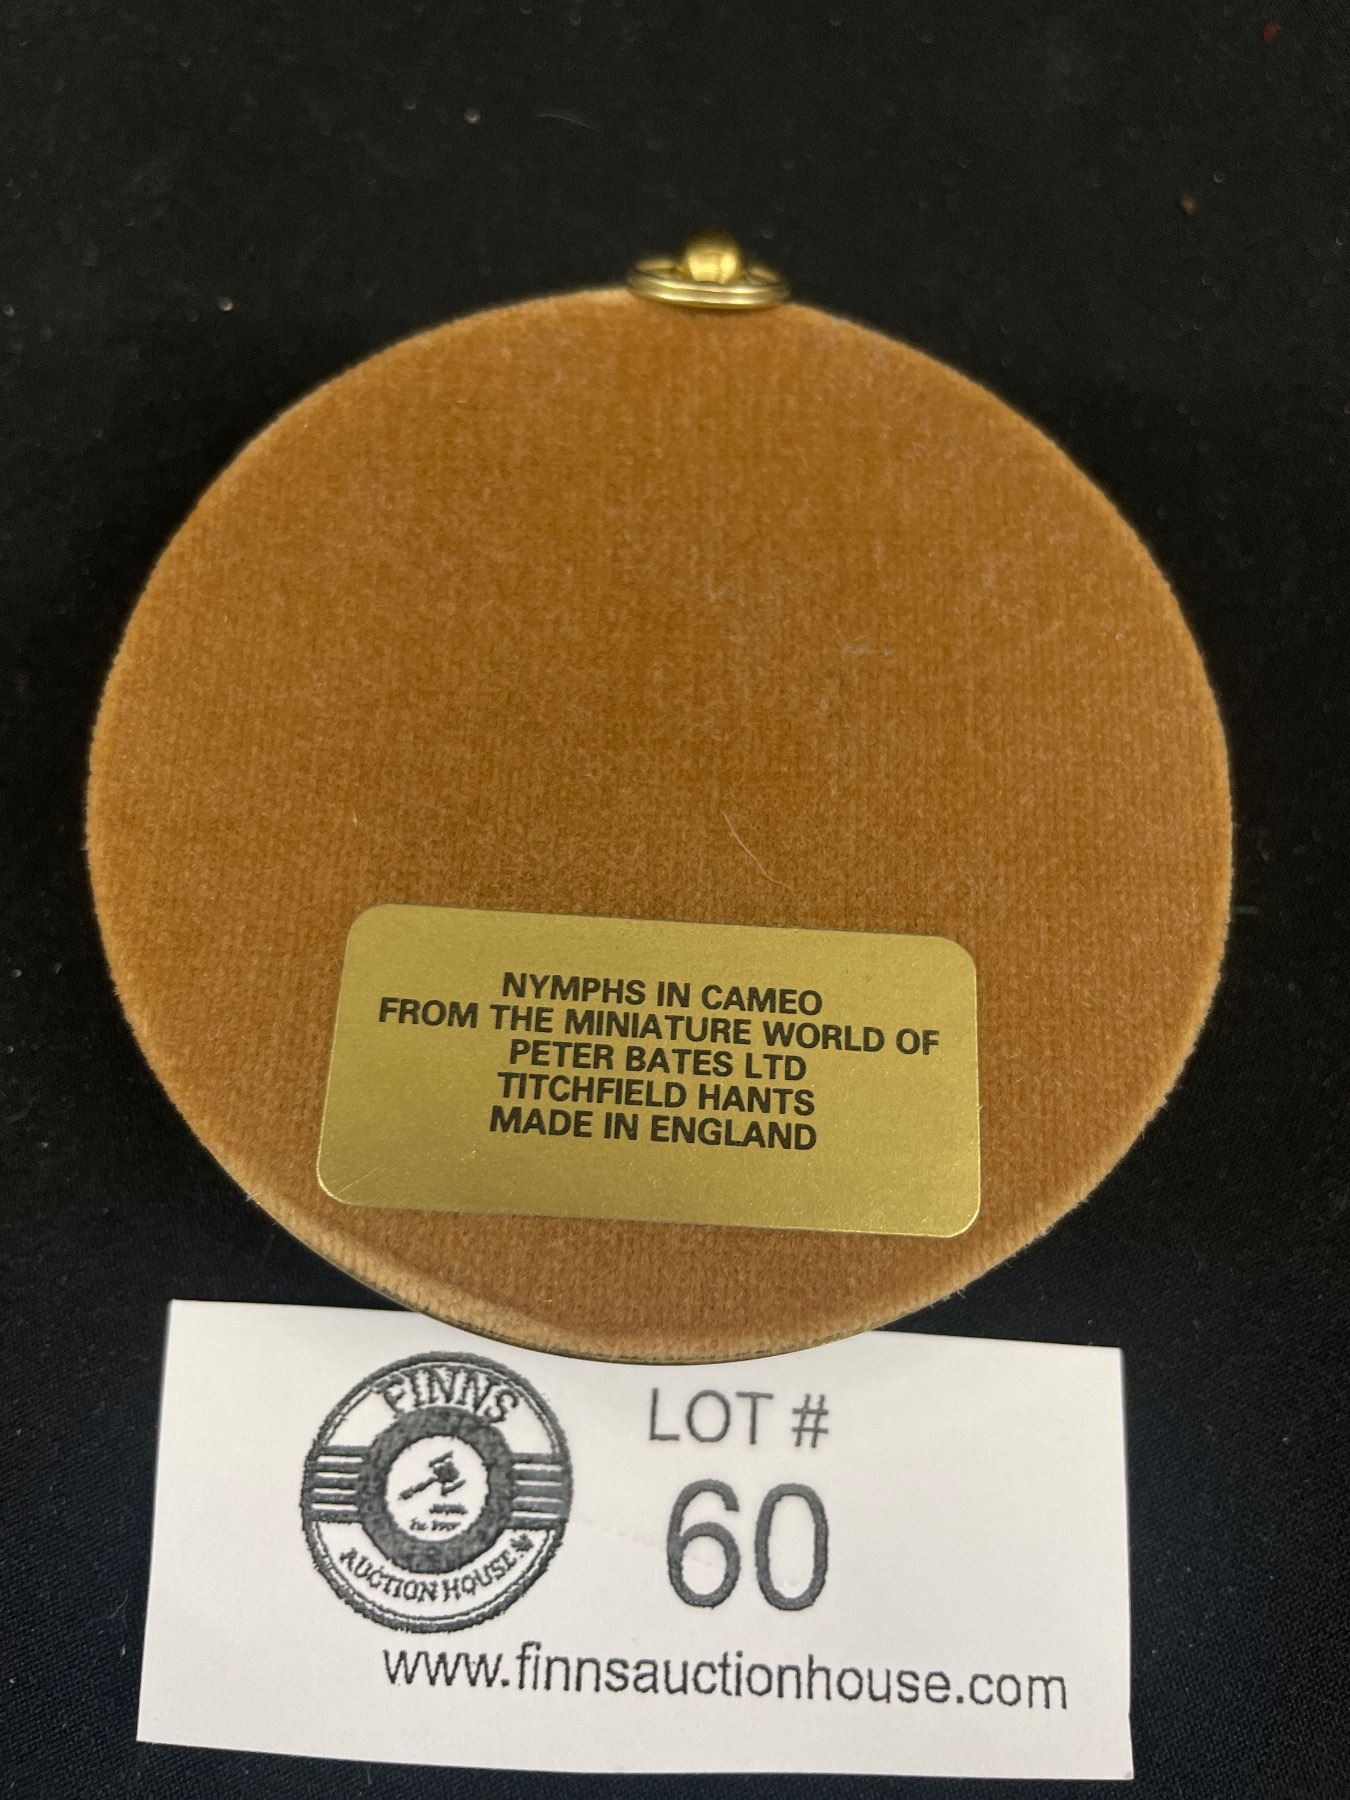 NYMPHS IN CAMEO
FROM THE MINIATURE WORLD OF
PETER BATES LTD
TITCHFIELD HANTS
MADE IN ENGLAND
FINNS
AUCTION HOUSE
LOT #
60
www.finnsauctionhouse.com